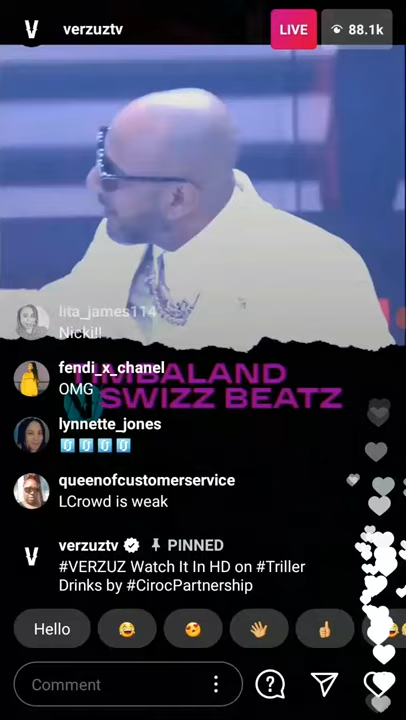 verzuztv
LIVE
88.1k
lita_james114
Nicki!!
fendi_x_chanel
OMG
TIMBALAND
SWIZZ BEATZ
lynnette_jones
queenofcustomerservice
LCrowd is weak
verzuztv PINNED
#VERZUZ Watch It In HD on #Triller
Drinks by #CirocPartnership
Hello
Comment